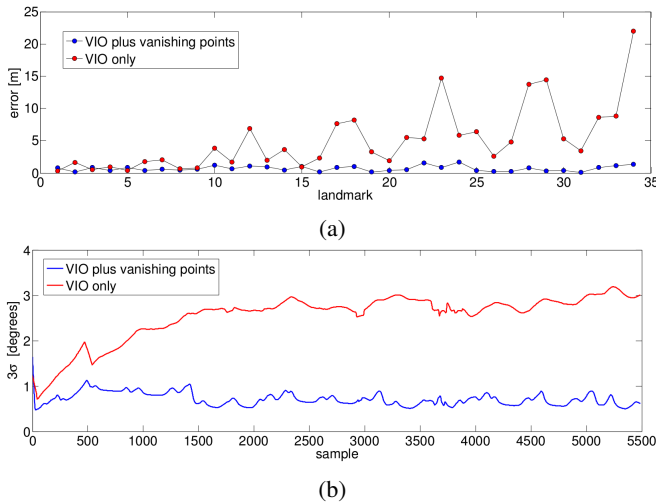 25
20
15
10
5
0
error [m]
VIO plus vanishing points
VIO only
0 5 10 15 20 25 30 35
landmark
(a)
4
3
2
1
0
3σ [degrees]
VIO plus vanishing points
VIO only
0 500 1000 1500 2000 2500 3000 3500 4000 4500 5000 5500
sample
(b)